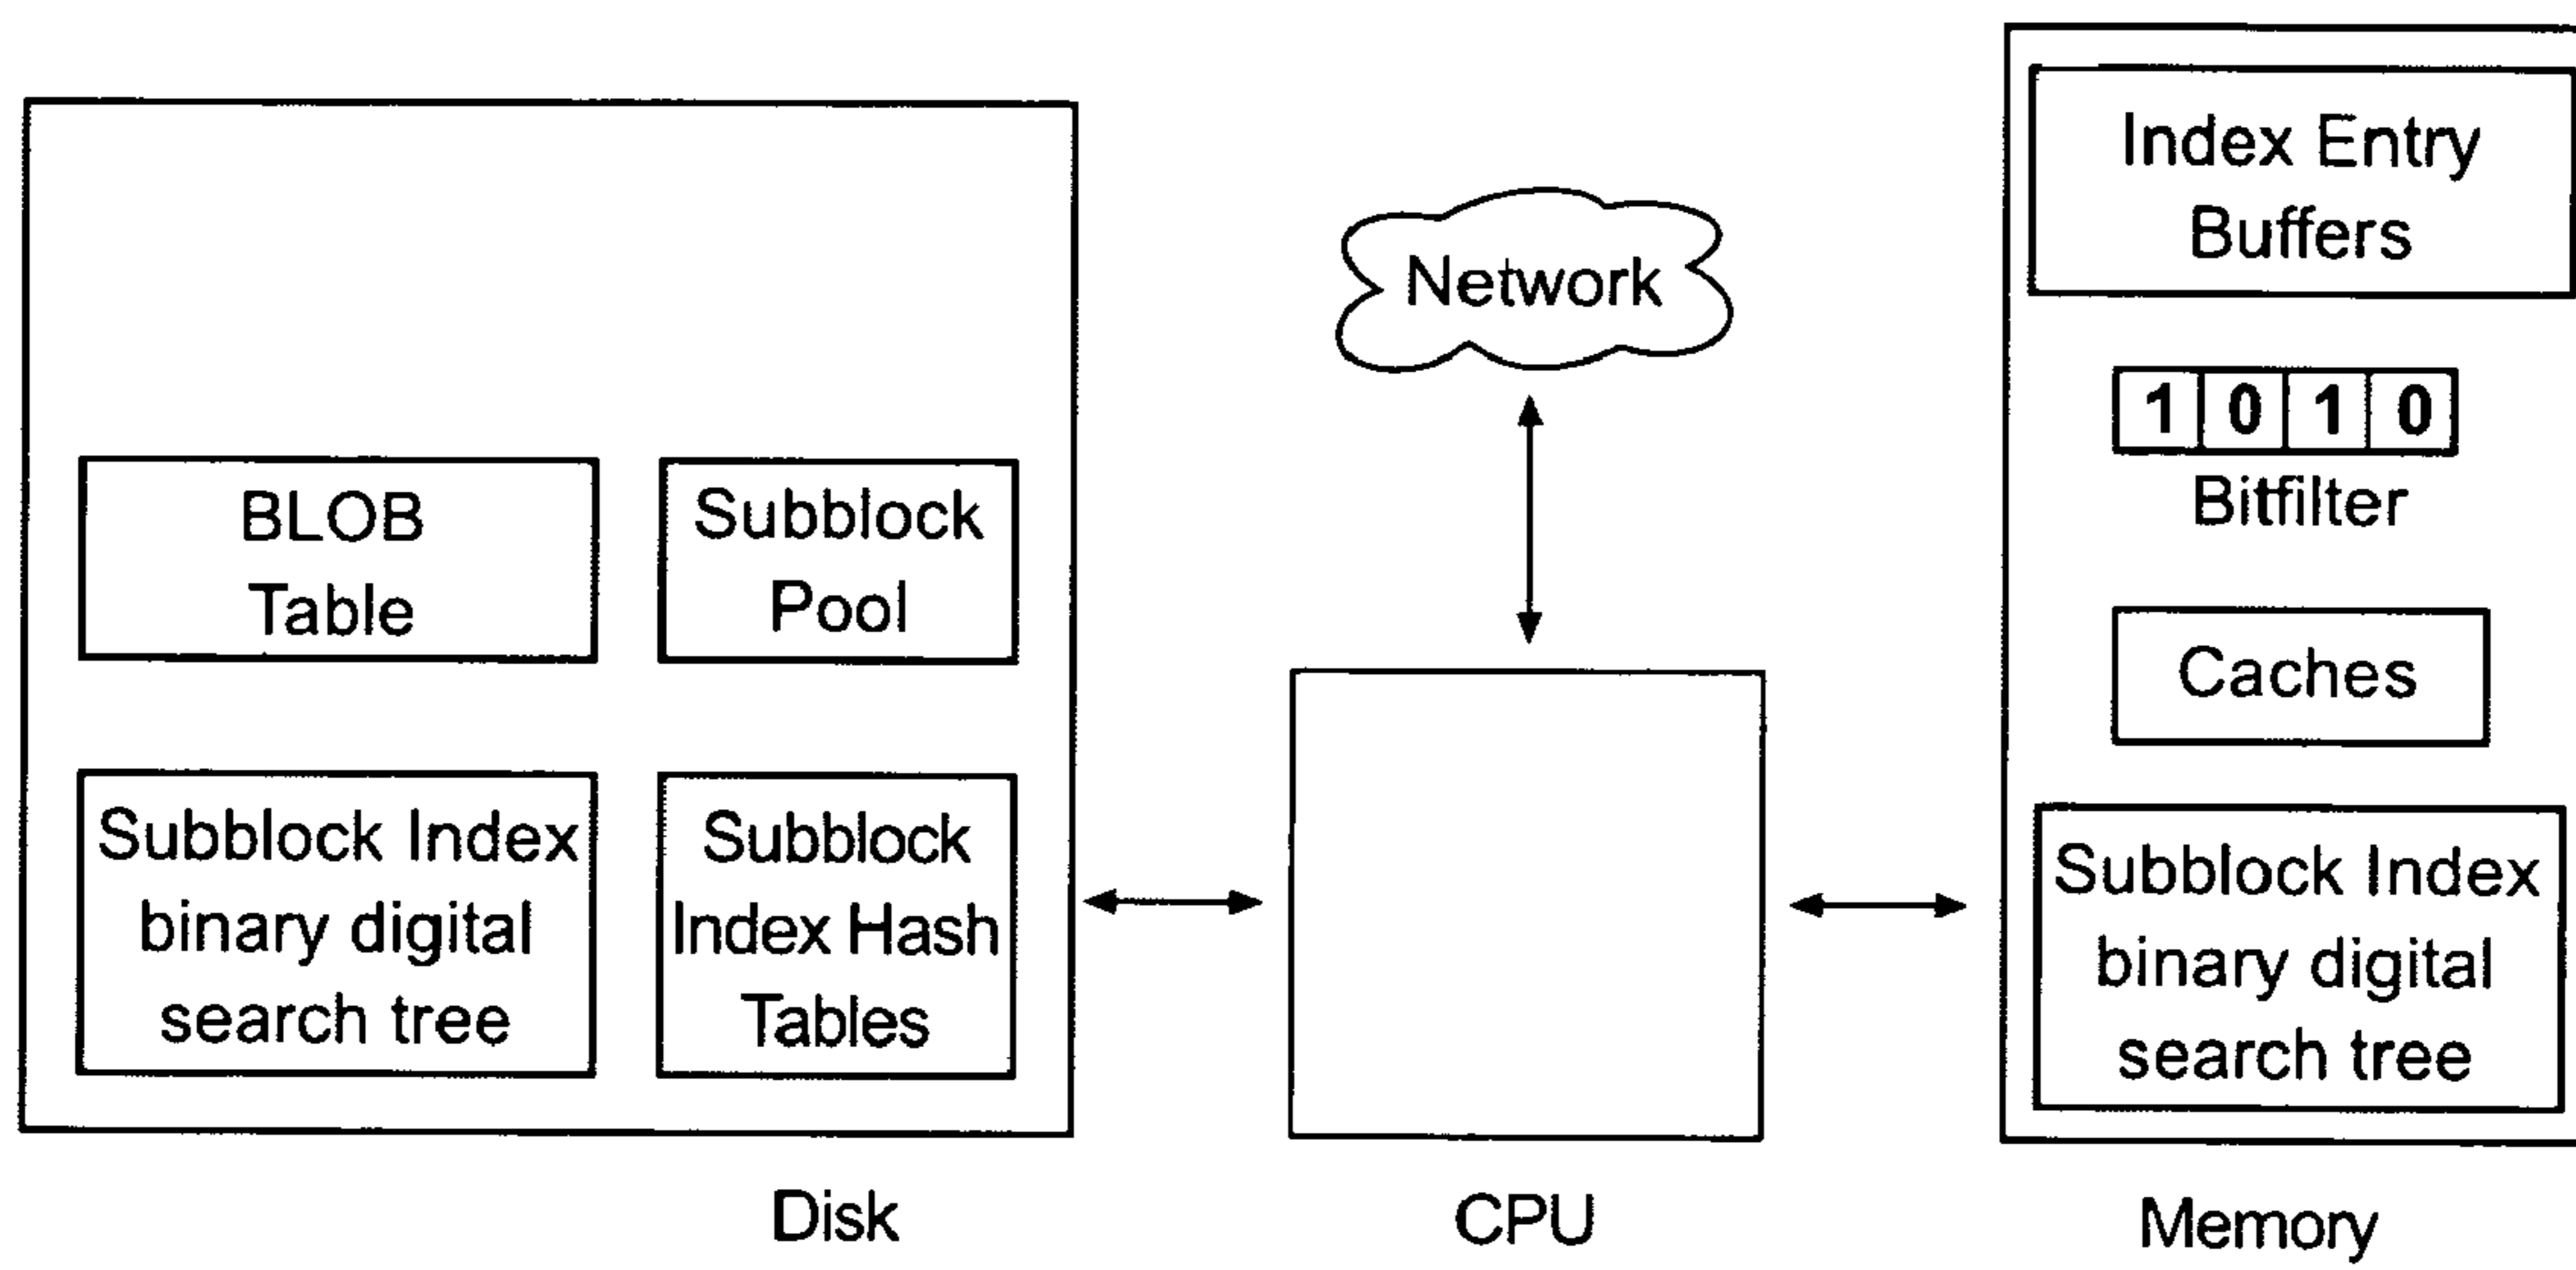 BLOB
Table
Subblock
Pool
Subblock Index
binary digital
search tree
Subblock
Index Hash
Tables
Disk
Network
CPU
Index Entry
Buffers
1 0 1 0
Bitfilter
Caches
Subblock Index
binary digital
search tree
Memory